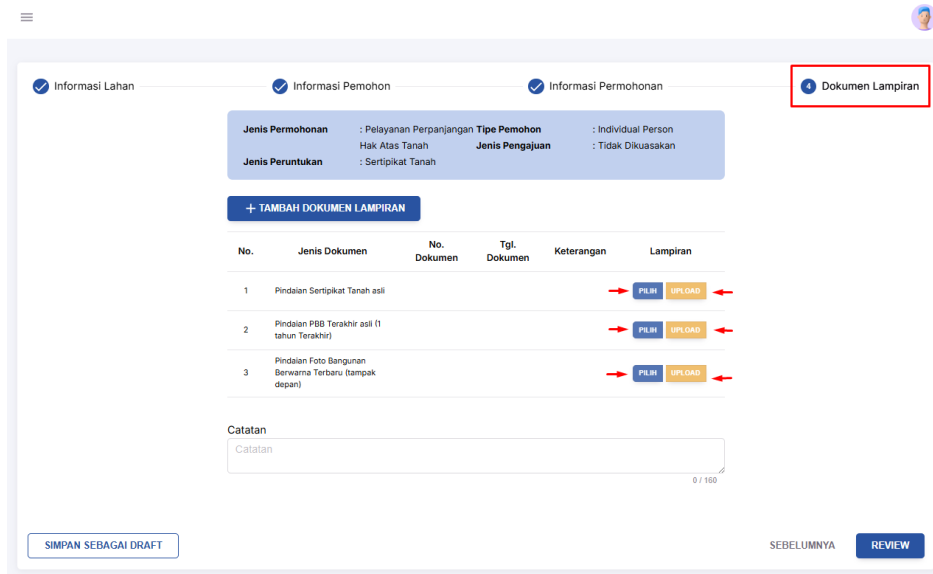 Informasi Lahan
Informasi Pemohon
Informasi Permohonan
4 Dokumen Lampiran
Jenis Permohonan : Pelayanan Perpanjangan Tipe Pemohon : Individual Person
Hak Atas Tanah Jenis Pengajuan : Tidak Dikuasakan
Jenis Peruntukan : Sertipikat Tanah
+ TAMBAH DOKUMEN LAMPIRAN
No. Jenis Dokumen No. Dokumen Tgl. Dokumen Keterangan Lampiran
1 Pindaian Sertipikat Tanah asli PILIH UPLOAD
2 Pindaian PBB Terakhir asli (1
tahun Terakhir) PILIH UPLOAD
Pindaian Foto Bangunan
3 Berwarna Terbaru (tampak PILIH UPLOAD
depan)
Catatan
Catatan
0 / 160
SIMPAN SEBAGAI DRAFT SEBELUMNYA REVIEW